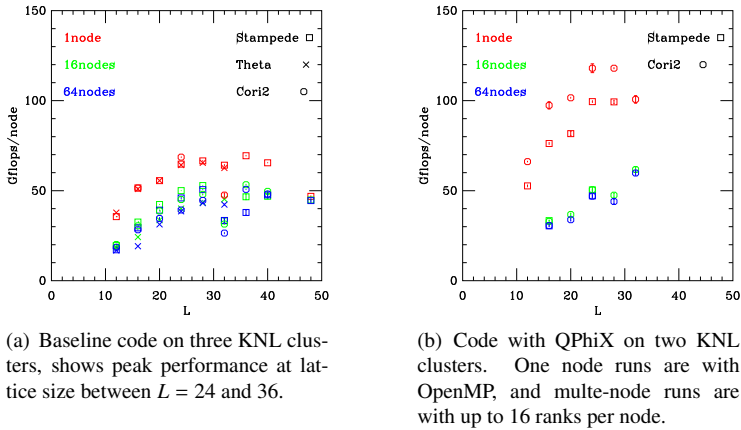 150
100
50
0
Gflops/node
1node
16nodes
64nodes
Stampede
Theta
Cori2
0 10 20 30 40 50
L
(a) Baseline code on three KNL clus-
ters, shows peak performance at lat-
tice size between L = 24 and 36.
150
100
50
0
Gflops/node
1node
16nodes
64nodes
Stampede
Cori2
0 10 20 30 40 50
L
(b) Code with QPhiX on two KNL
clusters. One node runs are with
OpenMP, and multe-node runs are
with up to 16 ranks per node.